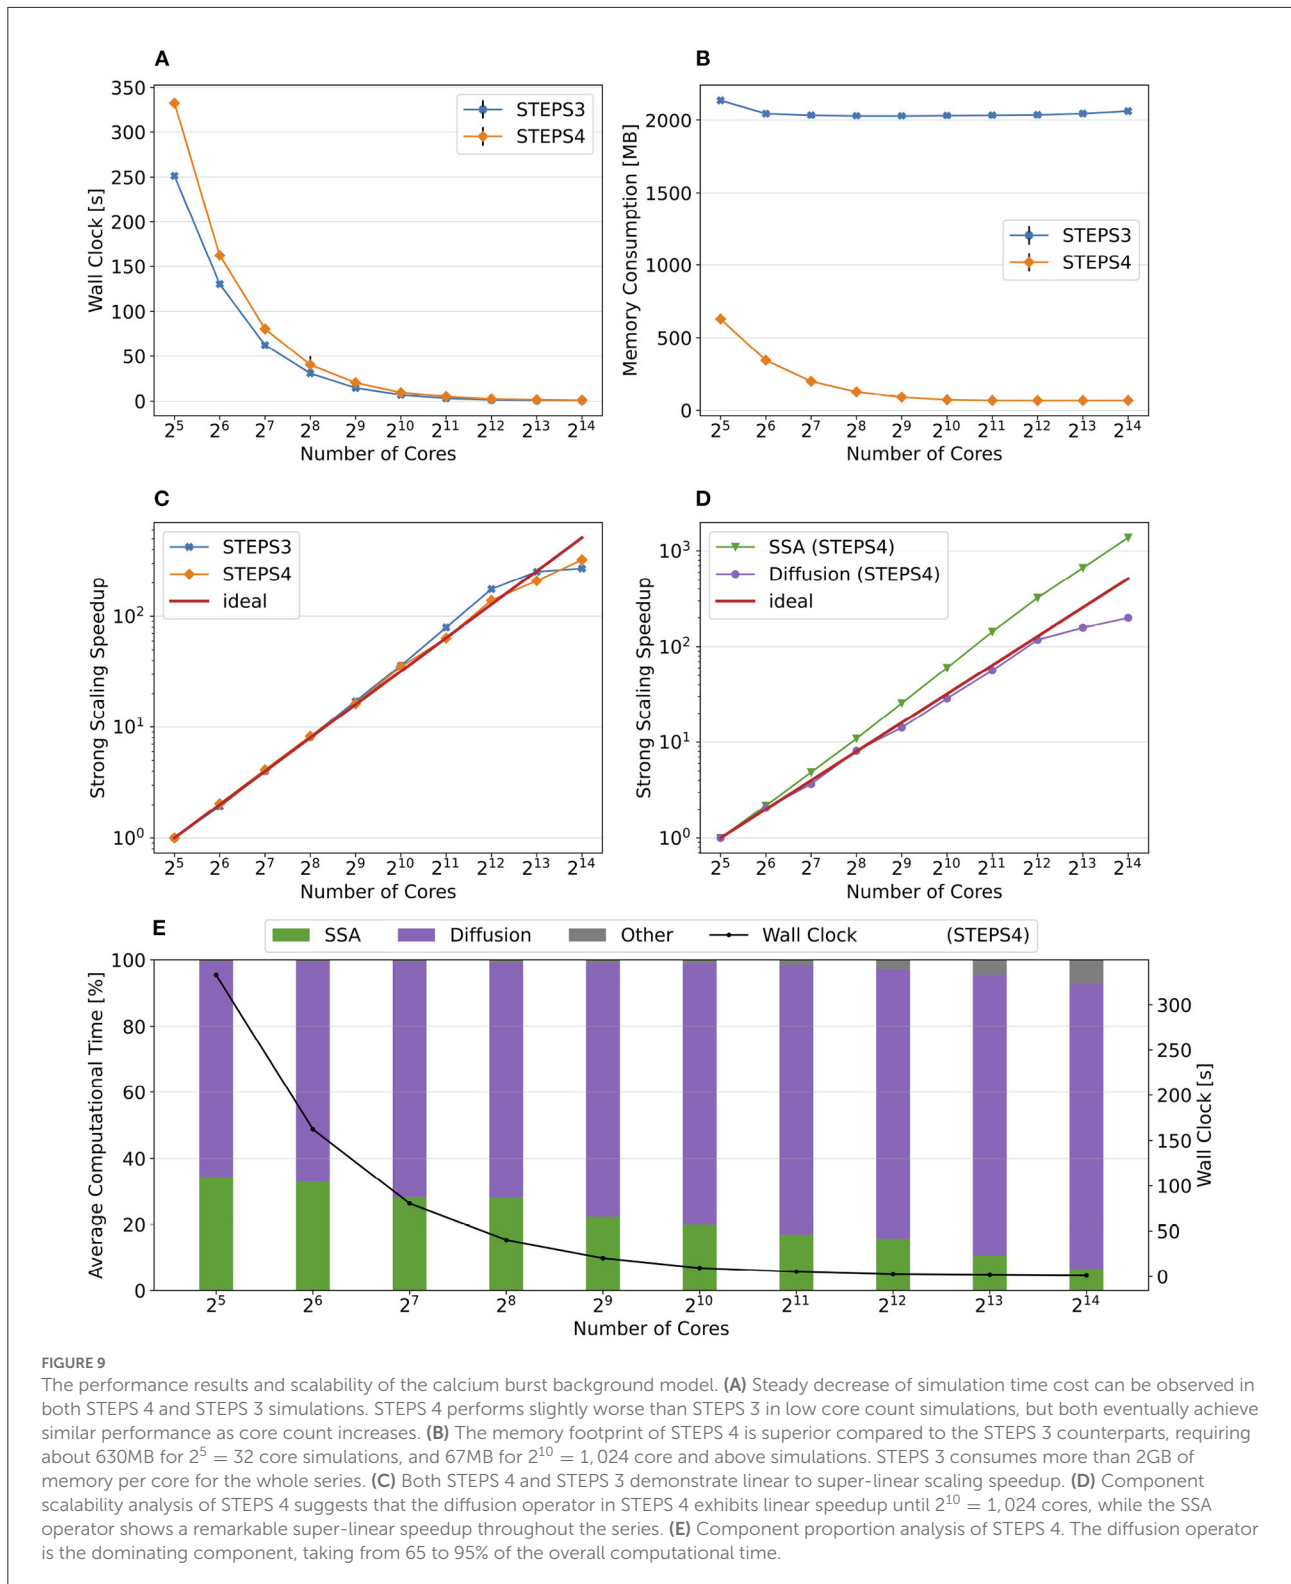 A
350
300
250
200
150
100
50
0
Wall Clock [s]
STEPS3
STEPS4
2^5 2^6 2^7 2^8 2^9 2^10 2^11 2^12 2^13 2^14
Number of Cores
B
2000
1500
1000
500
0
Memory Consumption [MB]
STEPS3
STEPS4
2^5 2^6 2^7 2^8 2^9 2^10 2^11 2^12 2^13 2^14
Number of Cores
C
10^2
10^1
10^0
Strong Scaling Speedup
STEPS3
STEPS4
ideal
2^5 2^6 2^7 2^8 2^9 2^10 2^11 2^12 2^13 2^14
Number of Cores
D
10^3
10^2
10^1
10^0
Strong Scaling Speedup
SSA (STEPS4)
Diffusion (STEPS4)
ideal
2^5 2^6 2^7 2^8 2^9 2^10 2^11 2^12 2^13 2^14
Number of Cores
E
SSA Diffusion Other Wall Clock (STEPS4)
100
80
60
40
20
0
Average Computational Time [%]
300
250
200
150
100
50
0
Wall Clock [s]
2^5 2^6 2^7 2^8 2^9 2^10 2^11 2^12 2^13 2^14
Number of Cores
FIGURE 9
The performance results and scalability of the calcium burst background model. (A) Steady decrease of simulation time cost can be observed in
both STEPS 4 and STEPS 3 simulations. STEPS 4 performs slightly worse than STEPS 3 in low core count simulations, but both eventually achieve
similar performance as core count increases. (B) The memory footprint of STEPS 4 is superior compared to the STEPS 3 counterparts, requiring
about 630MB for 2^5 = 32 core simulations, and 67MB for 2^10 = 1,024 core and above simulations. STEPS 3 consumes more than 2GB of
memory per core for the whole series. (C) Both STEPS 4 and STEPS 3 demonstrate linear to super-linear scaling speedup. (D) Component
scalability analysis of STEPS 4 suggests that the diffusion operator in STEPS 4 exhibits linear speedup until 2^10 = 1,024 cores, while the SSA
operator shows a remarkable super-linear speedup throughout the series. (E) Component proportion analysis of STEPS 4. The diffusion operator
is the dominating component, taking from 65 to 95% of the overall computational time.